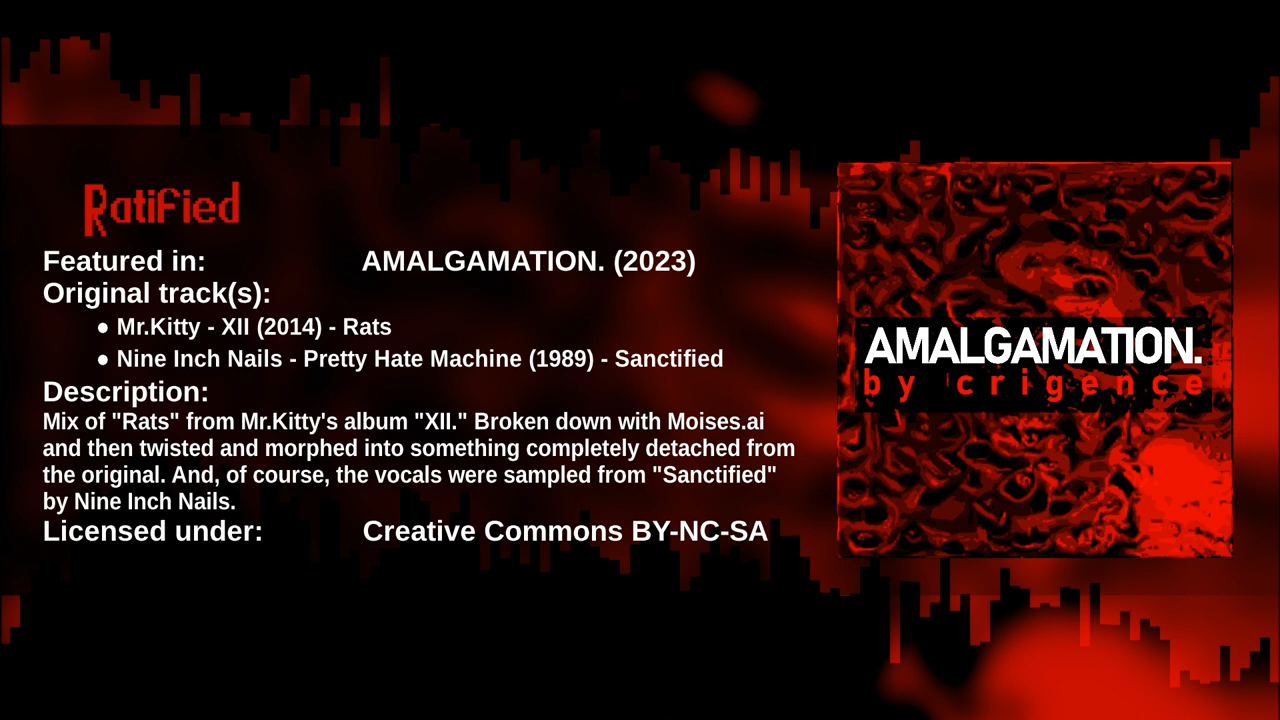 Ratified
Featured in: AMALGAMATION. (2023)
Original track(s):
● Mr.Kitty - XII (2014) - Rats
● Nine Inch Nails - Pretty Hate Machine (1989) - Sanctified
Description:
Mix of "Rats" from Mr.Kitty's album "XII." Broken down with Moises.ai
and then twisted and morphed into something completely detached from
the original. And, of course, the vocals were sampled from "Sanctified"
by Nine Inch Nails.
Licensed under: Creative Commons BY-NC-SA
AMALGAMATION.
by crigence